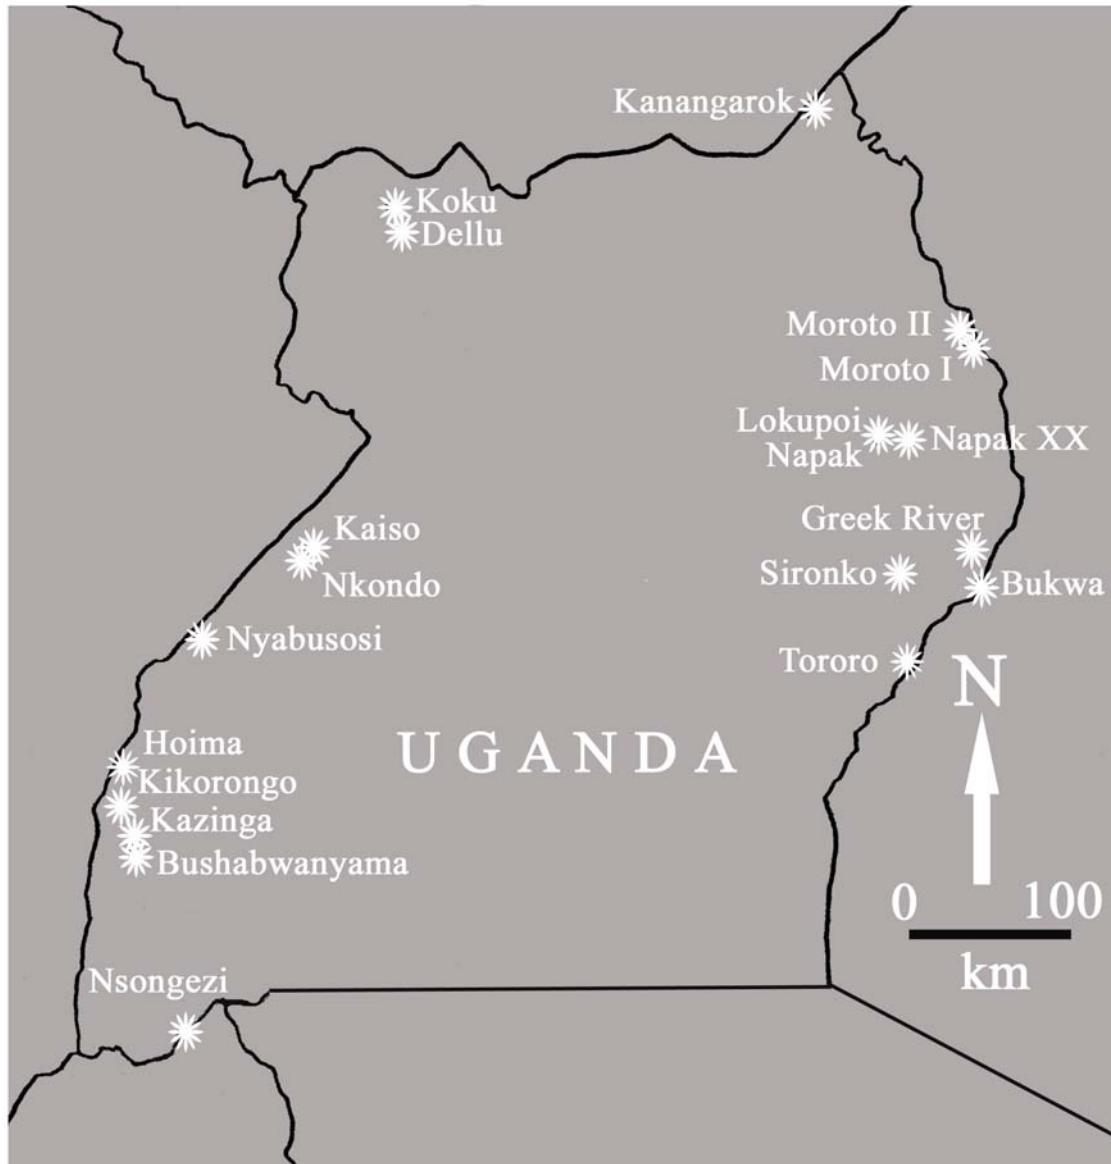 Kanangarok
Koku
Dellu
Moroto II
Moroto I
Lokupoi
Napak
Napak XX
Greek River
Kaiso
Sironko
Nkondo
Bukwa
Nyabusosi
Tororo
N
Hoima
UGANDA
Kikorongo
Kazinga
Bushabwanyama
0 100
km
Nsongezi